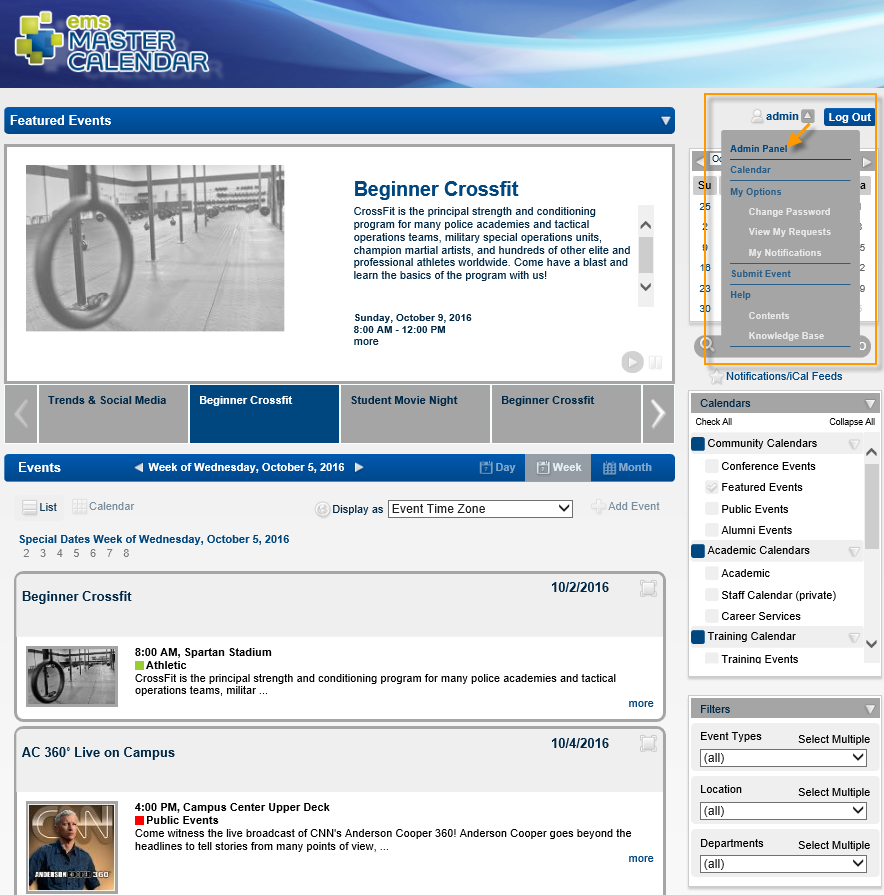 ems
MASTER
CALENDAR
Featured Events
admin
Log Out
Admin Panel
Calendar
My Options
Change Password
View My Requests
My Notifications
Submit Event
Help
Contents
Knowledge Base
Su
25
2
9
16
23
30
Notifications/iCal Feeds
Beginner Crossfit
CrossFit is the principal strength and conditioning
program for many police academies and tactical
operations teams, military special operations units,
champion martial artists, and hundreds of other elite and
professional athletes worldwide. Come have a blast and
learn the basics of the program with us!
Sunday, October 9, 2016
8:00 AM - 12:00 PM
more
Trends & Social Media
Beginner Crossfit
Student Movie Night
Beginner Crossfit
Events
Week of Wednesday, October 5, 2016
Day
Week
Month
List
Calendar
Display as
Event Time Zone
Add Event
Special Dates Week of Wednesday, October 5, 2016
2 3 4 5 6 7 8
Beginner Crossfit
10/2/2016
8:00 AM, Spartan Stadium
Athletic
CrossFit is the principal strength and conditioning program for many police academies and tactical
operations teams, militar ...
more
AC 360° Live on Campus
10/4/2016
4:00 PM, Campus Center Upper Deck
Public Events
Come witness the live broadcast of CNN's Anderson Cooper 360! Anderson Cooper goes beyond the
headlines to tell stories from many points of view, ...
more
CNN
ANDERSON COOPER 360°
Calendars
Check All
Collapse All
Community Calendars
Conference Events
Featured Events
Public Events
Alumni Events
Academic Calendars
Academic
Staff Calendar (private)
Career Services
Training Calendar
Training Events
Filters
Event Types
Select Multiple
(all)
Location
Select Multiple
(all)
Departments
Select Multiple
(all)